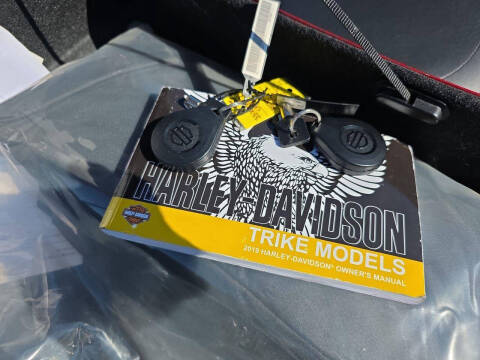 HARLEY-DAVIDSON
TRIKE MODELS
2019 HARLEY-DAVIDSON® OWNER'S MANUAL